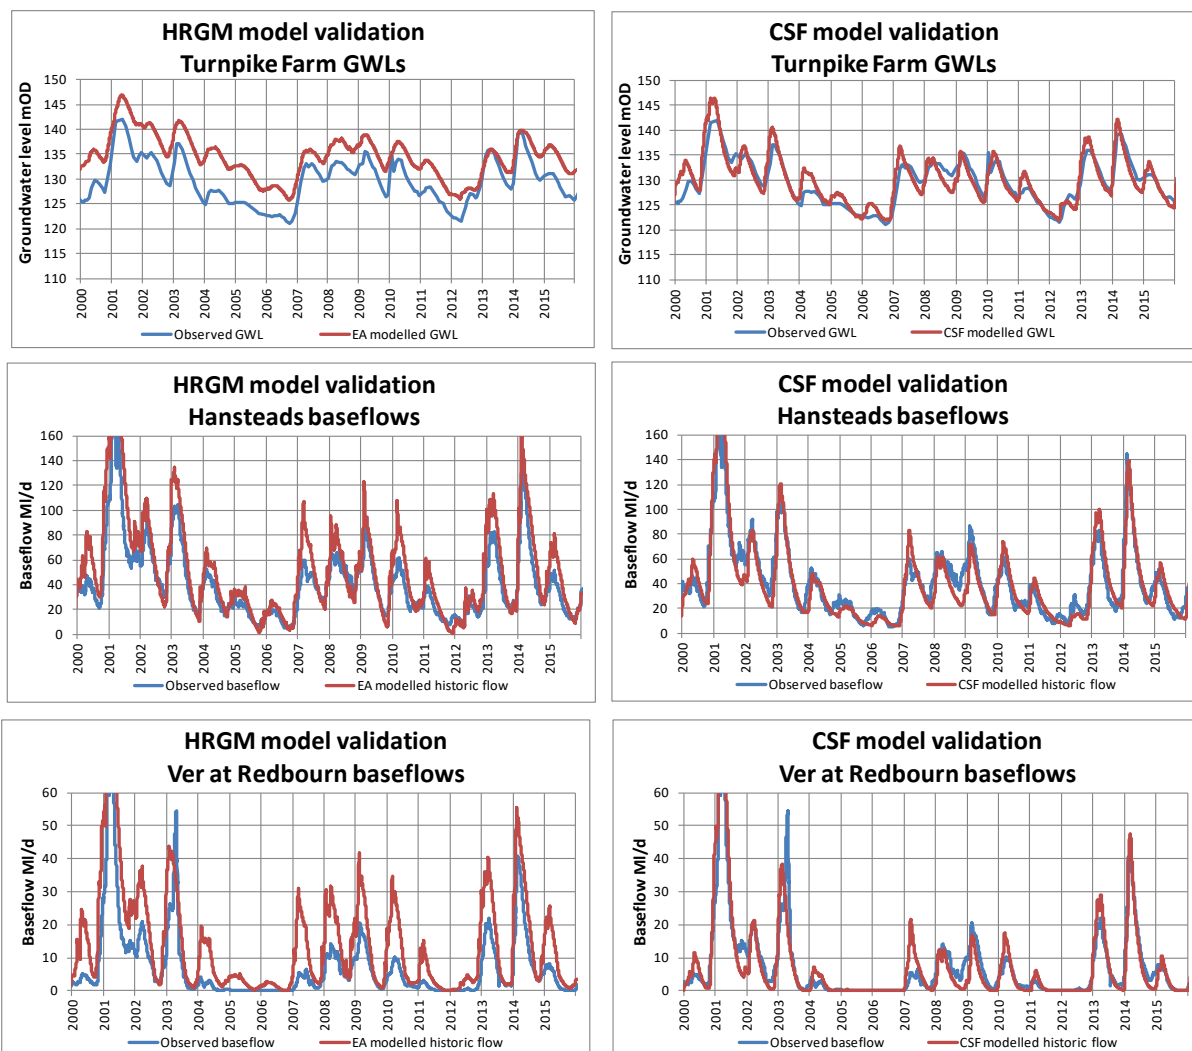 HRGM model validation
Turnpike Farm GWLs
Groundwater level mOD
150
145
140
135
130
125
120
115
110
2000 2001 2002 2003 2004 2005 2006 2007 2008 2009 2010 2011 2012 2013 2014 2015
Observed GWL EA modelled GWL
CSF model validation
Turnpike Farm GWLs
Groundwater level mOD
150
145
140
135
130
125
120
115
110
2000 2001 2002 2003 2004 2005 2006 2007 2008 2009 2010 2011 2012 2013 2014 2015
Observed GWL CSF modelled GWL
HRGM model validation
Hansteads baseflows
Baseflow Ml/d
160
140
120
100
80
60
40
20
0
2000 2001 2002 2003 2004 2005 2006 2007 2008 2009 2010 2011 2012 2013 2014 2015
Observed baseflow EA modelled historic flow
CSF model validation
Hansteads baseflows
Baseflow Ml/d
160
140
120
100
80
60
40
20
0
2000 2001 2002 2003 2004 2005 2006 2007 2008 2009 2010 2011 2012 2013 2014 2015
Observed baseflow CSF modelled historic flow
HRGM model validation
Ver at Redbourn baseflows
Baseflow Ml/d
60
50
40
30
20
10
0
2000 2001 2002 2003 2004 2005 2006 2007 2008 2009 2010 2011 2012 2013 2014 2015
Observed baseflow EA modelled historic flow
CSF model validation
Ver at Redbourn baseflows
Baseflow Ml/d
60
50
40
30
20
10
0
2000 2001 2002 2003 2004 2005 2006 2007 2008 2009 2010 2011 2012 2013 2014 2015
Observed baseflow CSF modelled historic flow